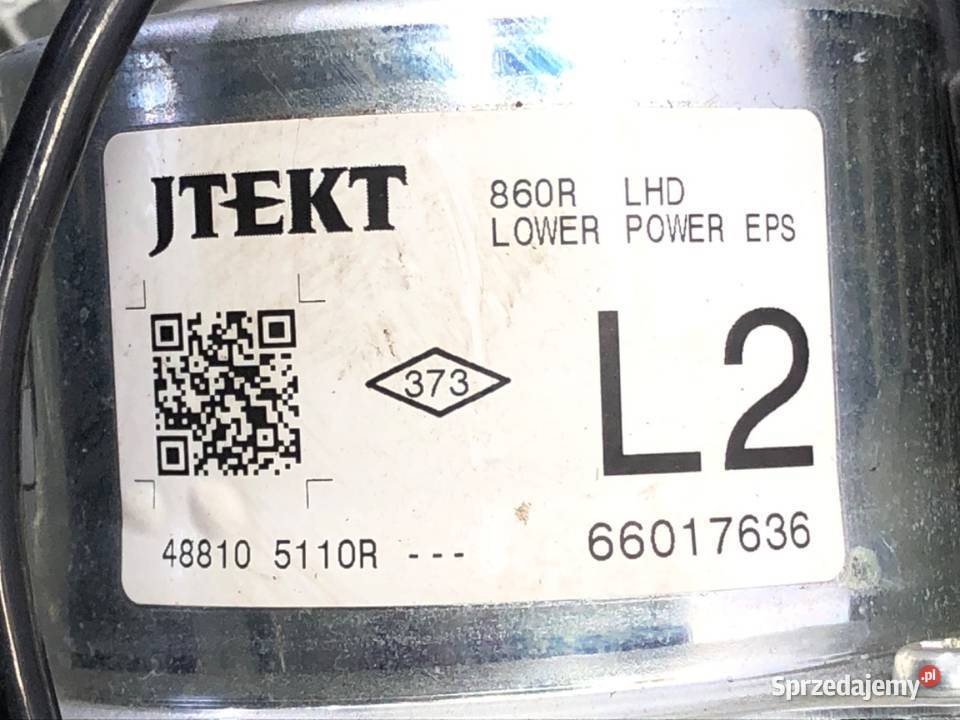 JTEKT
860R LHD
LOWER POWER EPS
373
L2
48810 5110R ---
66017636
Sprzedajemy.pl